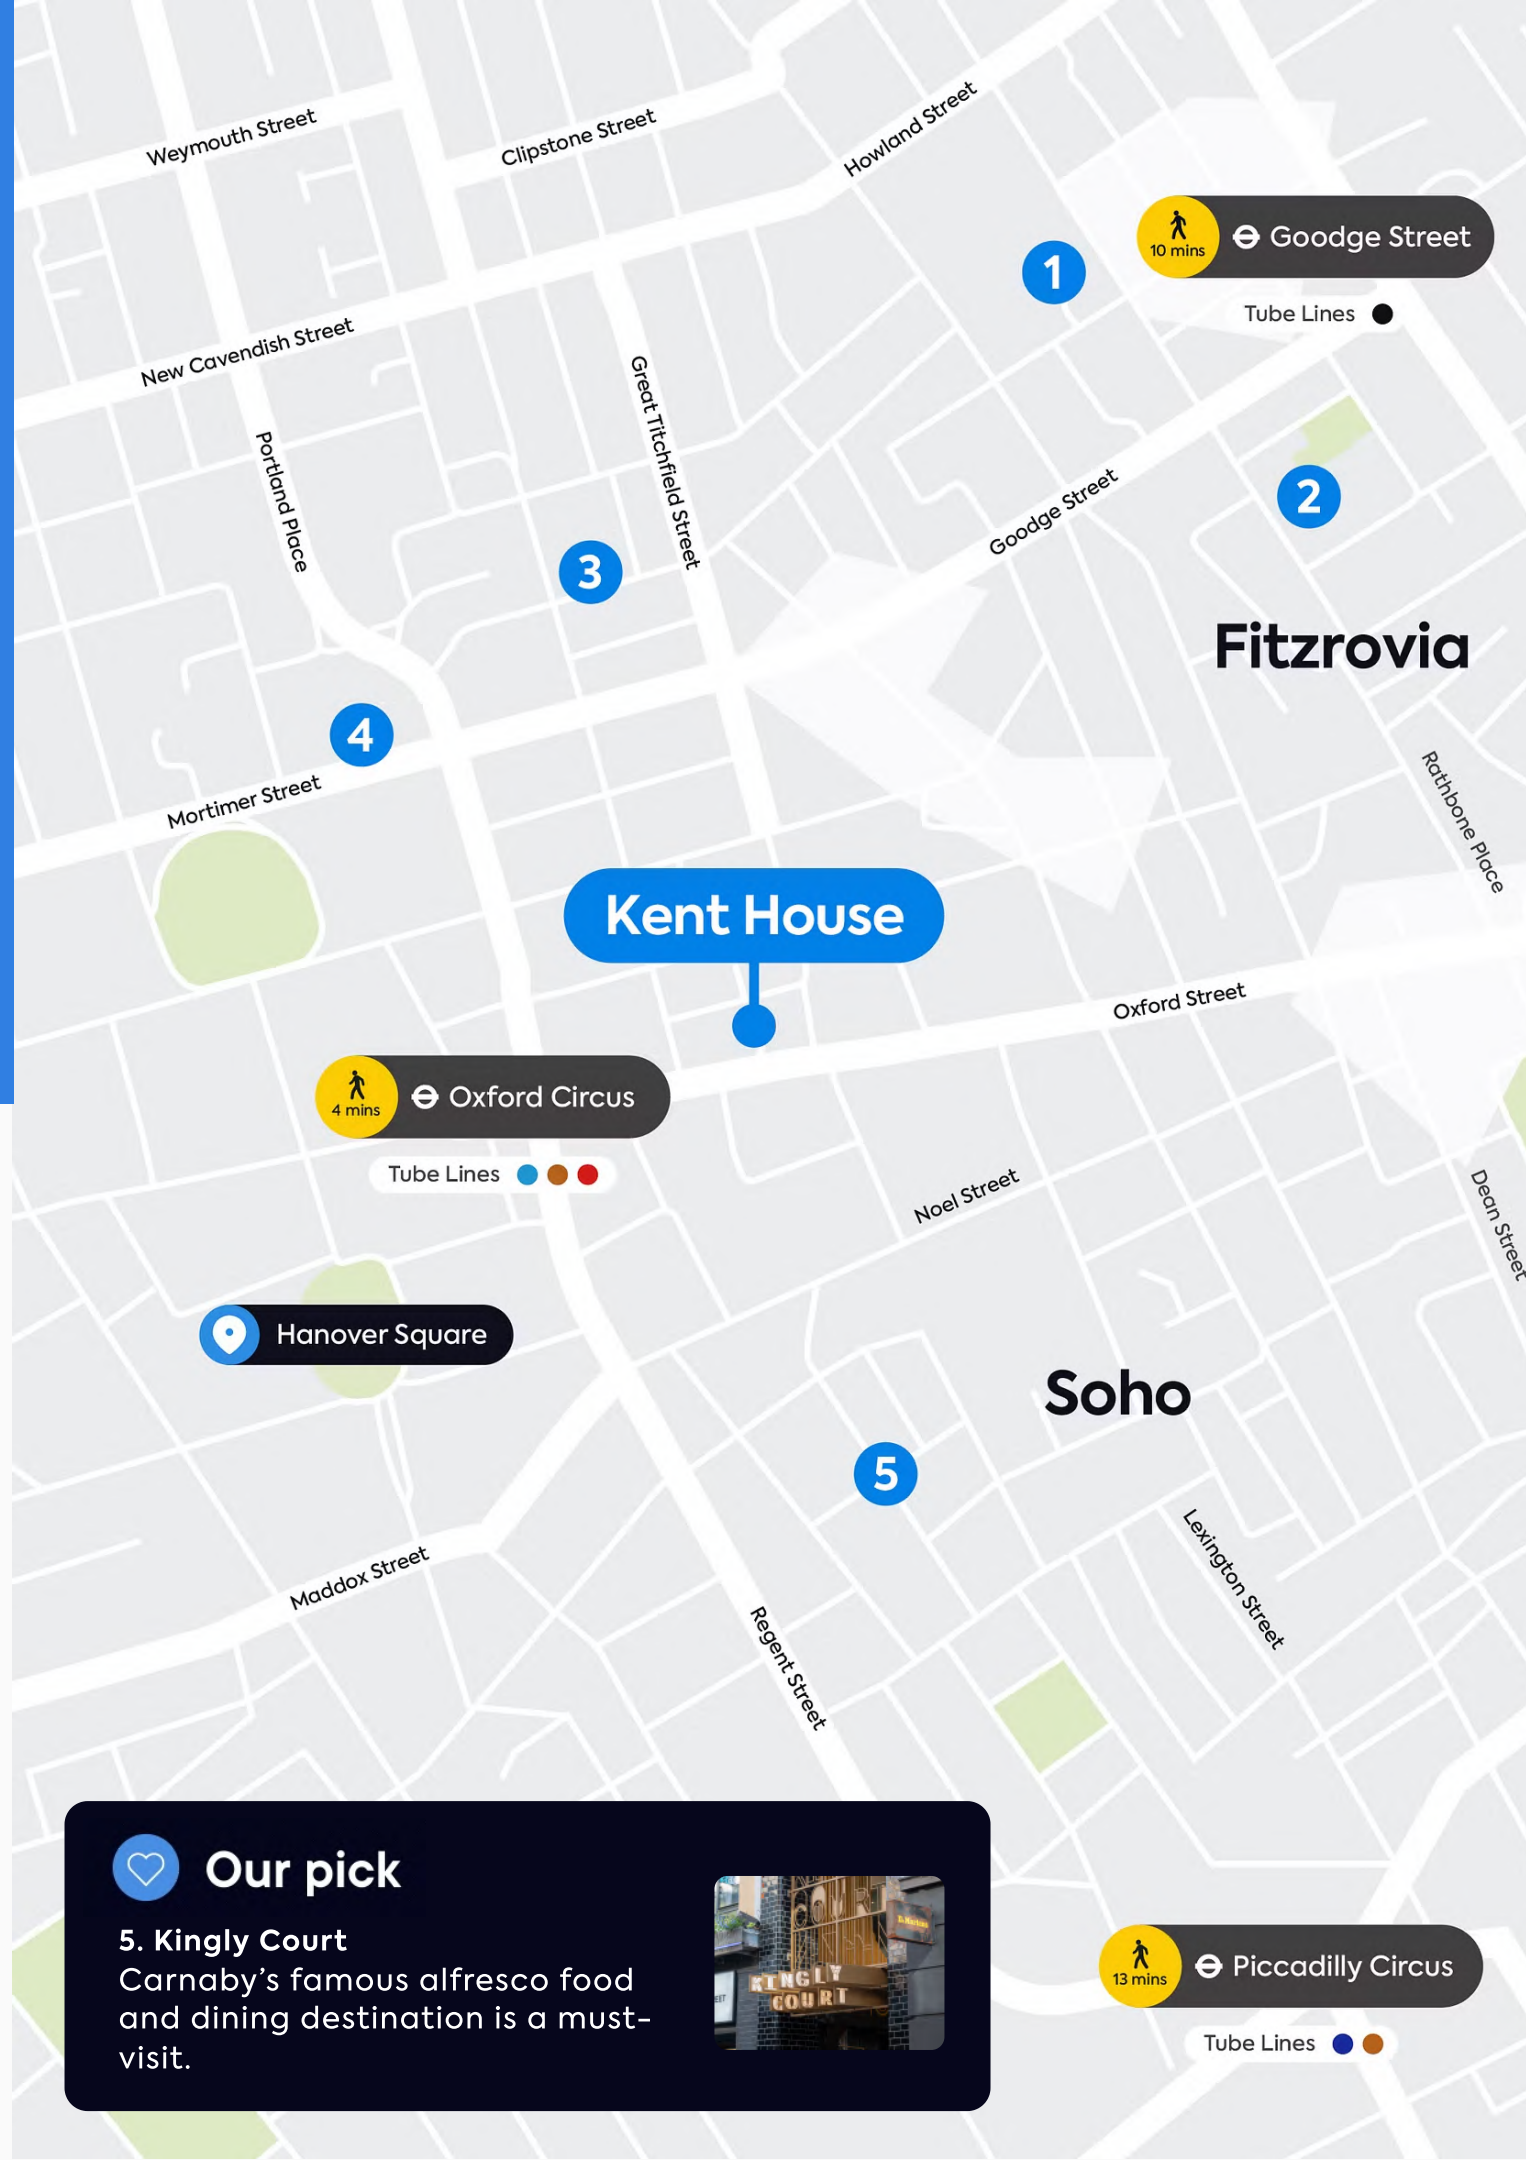 Weymouth Street
Clipstone Street
Howland Street
10 mins
Goodge Street
1
Tube Lines
New Cavendish Street
Great Titchfield Street
Portland Place
Goodge Street
2
3
Fitzrovia
4
Mortimer Street
Rathbone Place
Kent House
Oxford Street
4 mins
Oxford Circus
Tube Lines
Noel Street
Dean Street
Hanover Square
Soho
5
Lexington Street
Maddox Street
Regent Street
Our pick
5. Kingly Court
Carnaby's famous alfresco food
and dining destination is a must-
visit.
COURT
KINGLY
COURT
13 mins
Piccadilly Circus
Tube Lines